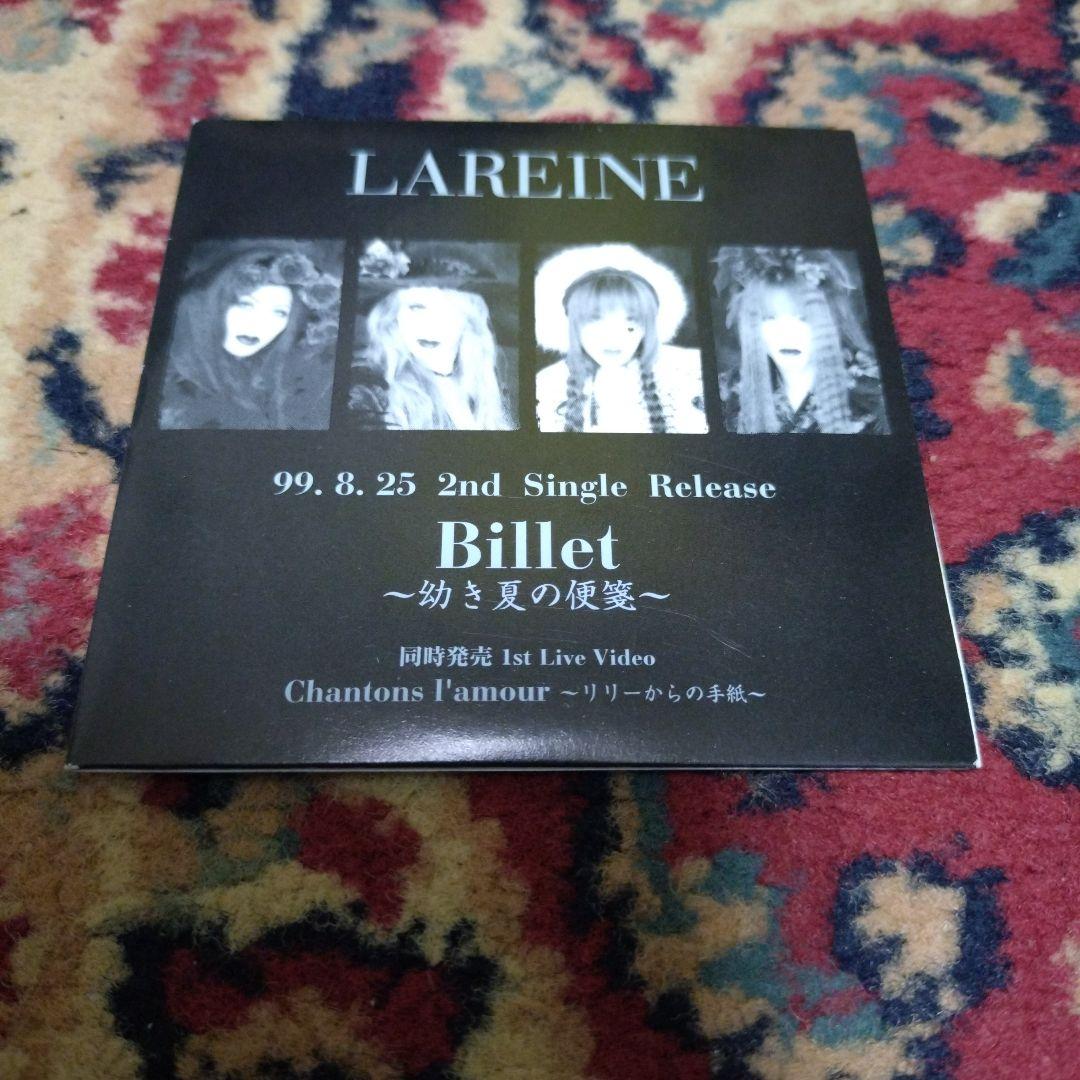 LAREINE
99. 8. 25 2nd Single Release
Billet
～幼き夏の便箋～
同時発売 1st Live Video
Chantons l'amour ～リリーからの手紙～